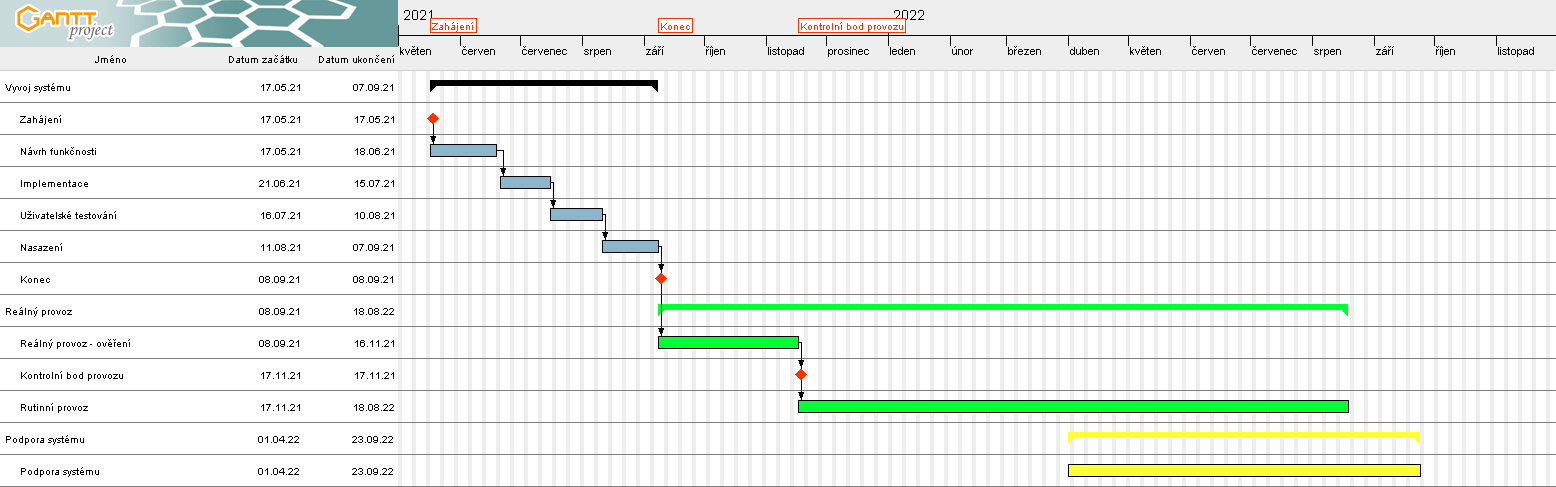 GANTT
project
2021
2022
Zahájení
Konec
Kontrolní bod provozu
květen červen červenec srpen září říjen listopad prosinec leden únor březen duben květen červen červenec srpen září říjen listopad
Jméno Datum začátku Datum ukončení
Vyvoj systému 17.05.21 07.09.21
Zahájení 17.05.21 17.05.21
Návrh funkčnosti 17.05.21 18.06.21
Implementace 21.06.21 15.07.21
Uživatelské testování 16.07.21 10.08.21
Nasazení 11.08.21 07.09.21
Konec 08.09.21 08.09.21
Reálný provoz 08.09.21 18.08.22
Reálný provoz - ověření 08.09.21 16.11.21
Kontrolní bod provozu 17.11.21 17.11.21
Rutinní provoz 17.11.21 18.08.22
Podpora systému 01.04.22 23.09.22
Podpora systému 01.04.22 23.09.22